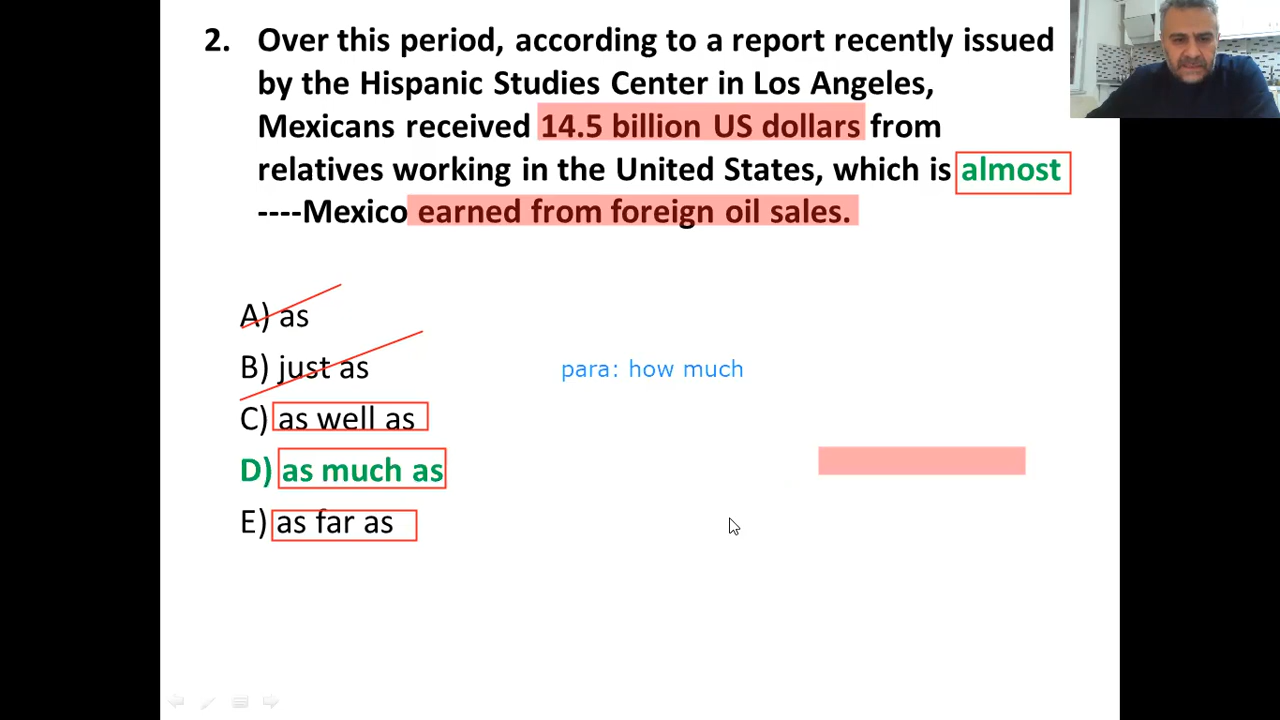 2. Over this period, according to a report recently issued
by the Hispanic Studies Center in Los Angeles,
Mexicans received 14.5 billion US dollars from
relatives working in the United States, which is almost
----Mexico earned from foreign oil sales.
A) as
B) just as
para: how much
C) as well as
D) as much as
E) as far as